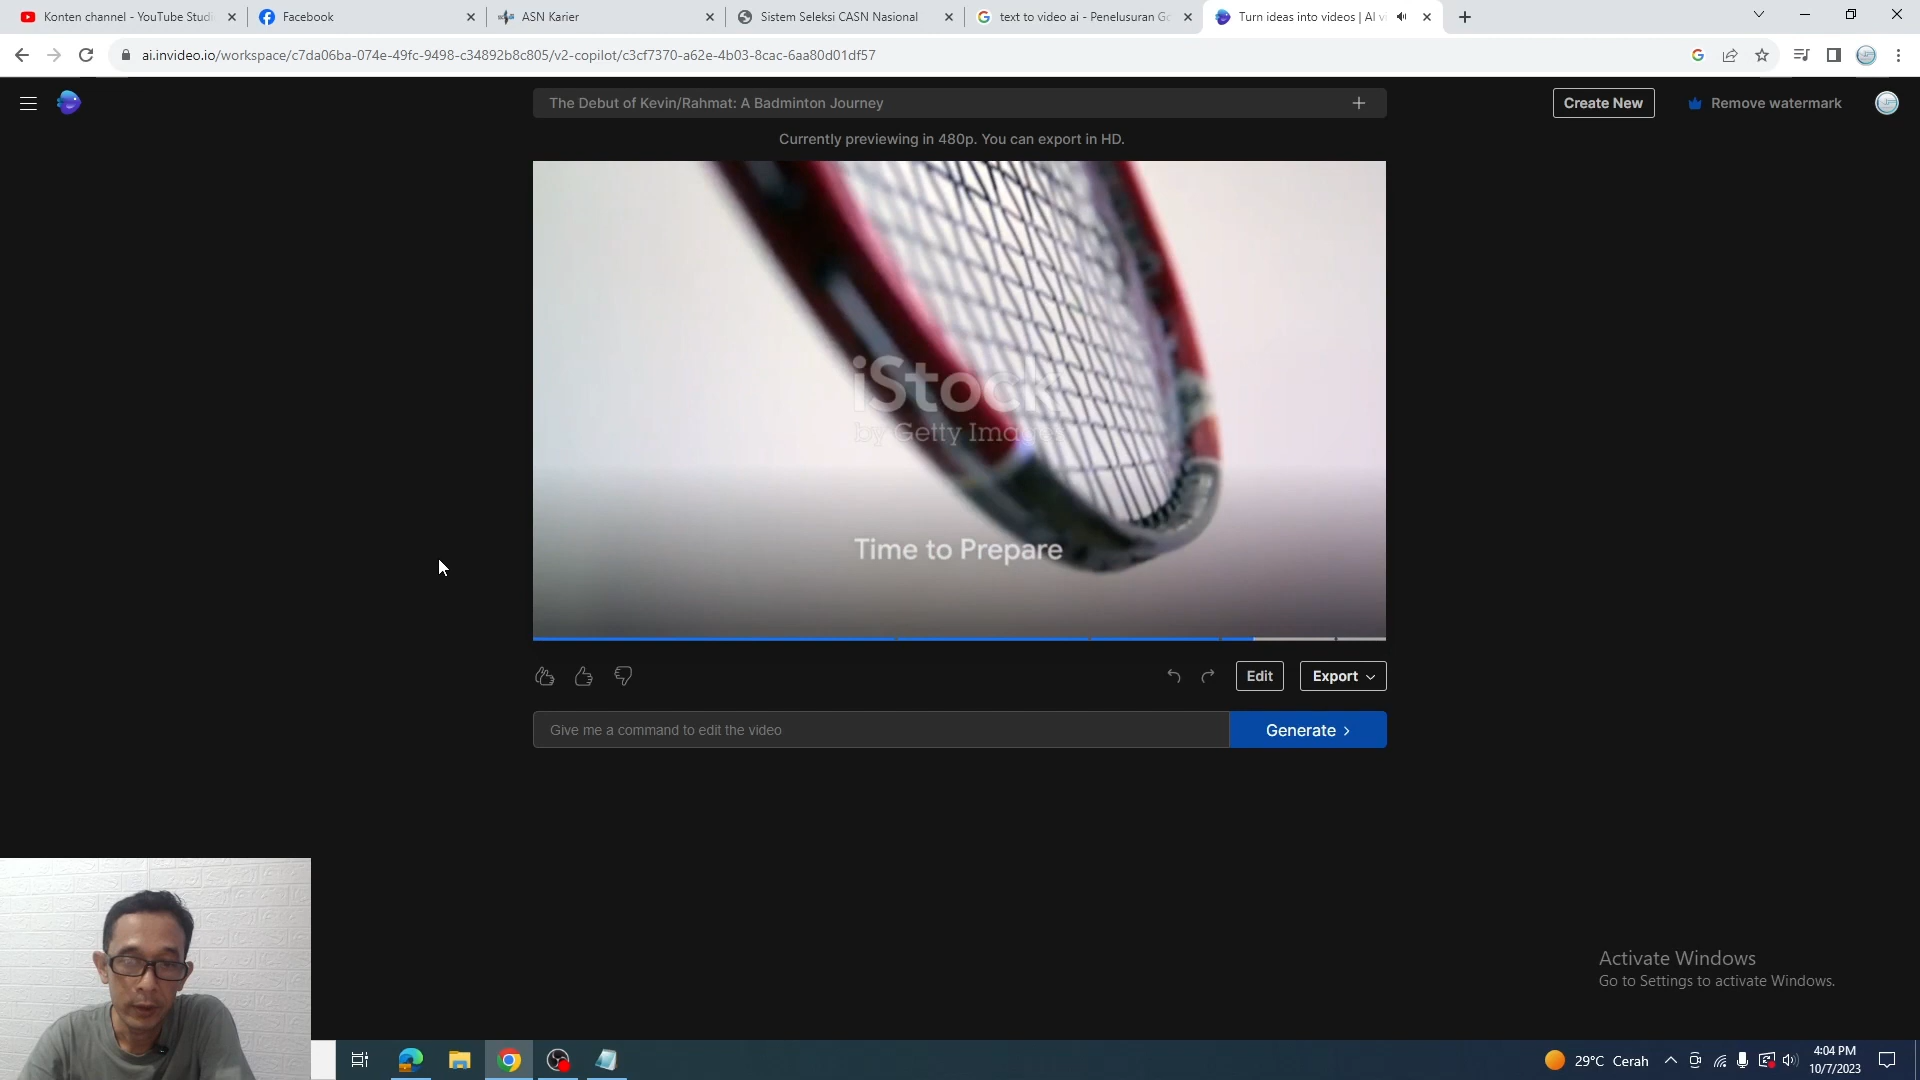 Konten channel - YouTube Studi
Facebook
ASN Karier
Sistem Seleksi CASN Nasional
text to video ai - Penelusuran Go
Turn ideas into videos | AI vi
ai.invideo.io/workspace/c7da06ba-074e-49fc-9498-c34892b8c805/v2-copilot/c3cf7370-a62e-4b03-8cac-6aa80d01df57
The Debut of Kevin/Rahmat: A Badminton Journey
Create New
Remove watermark
Currently previewing in 480p. You can export in HD.
iStock
by Getty Images
Time to Prepare
Edit
Export
Give me a command to edit the video
Generate
Activate Windows
Go to Settings to activate Windows.
29°C Cerah
4:04 PM
10/7/2023